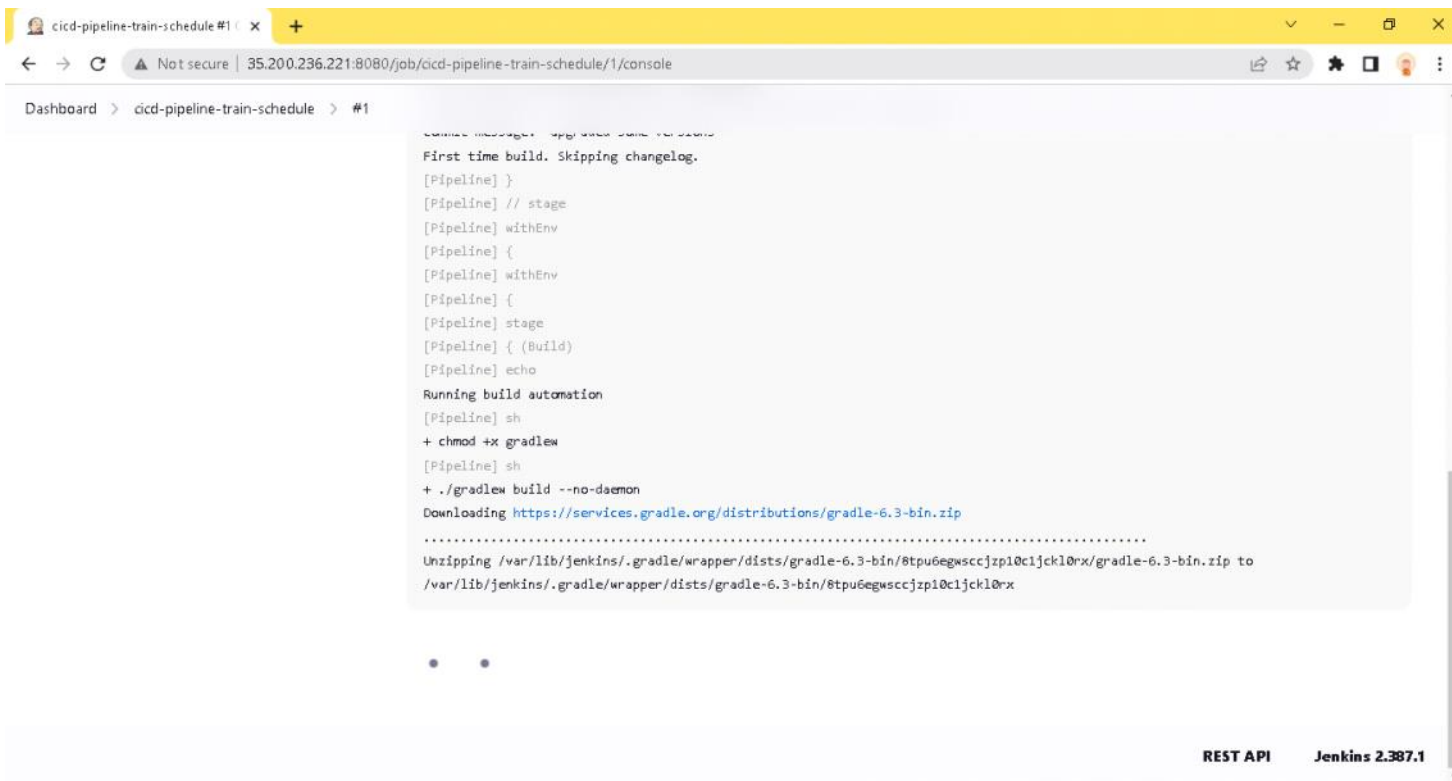 cicd-pipeline-train-schedule #1
Not secure | 35.200.236.221:8080/job/cicd-pipeline-train-schedule/1/console
Dashboard > cicd-pipeline-train-schedule > #1
First time build. Skipping changelog.
[Pipeline] }
[Pipeline] // stage
[Pipeline] withEnv
[Pipeline] {
[Pipeline] withEnv
[Pipeline] {
[Pipeline] stage
[Pipeline] { (Build)
[Pipeline] echo
Running build automation
[Pipeline] sh
+ chmod +x gradlew
[Pipeline] sh
+ ./gradlew build --no-daemon
Downloading https://services.gradle.org/distributions/gradle-6.3-bin.zip
..........................................................................................
Unzipping /var/lib/jenkins/.gradle/wrapper/dists/gradle-6.3-bin/8tpu6egwsccjzp10c1jckl0rx/gradle-6.3-bin.zip to
/var/lib/jenkins/.gradle/wrapper/dists/gradle-6.3-bin/8tpu6egwsccjzp10c1jckl0rx
REST API Jenkins 2.387.1